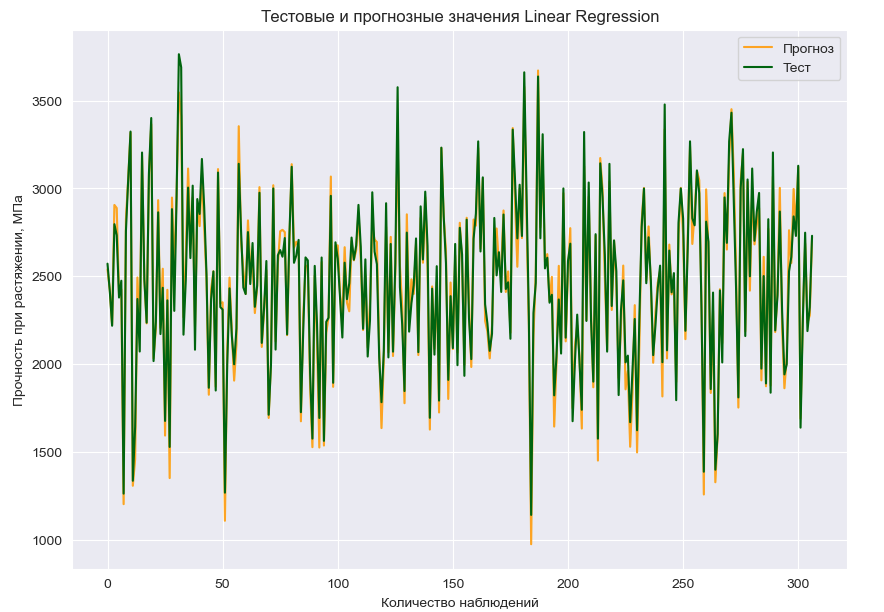 Тестовые и прогнозные значения Linear Regression
Прогноз
Тест
Прочность при растяжении, МПа
3500
3000
2500
2000
1500
1000
0
50
100
150
200
250
300
Количество наблюдений